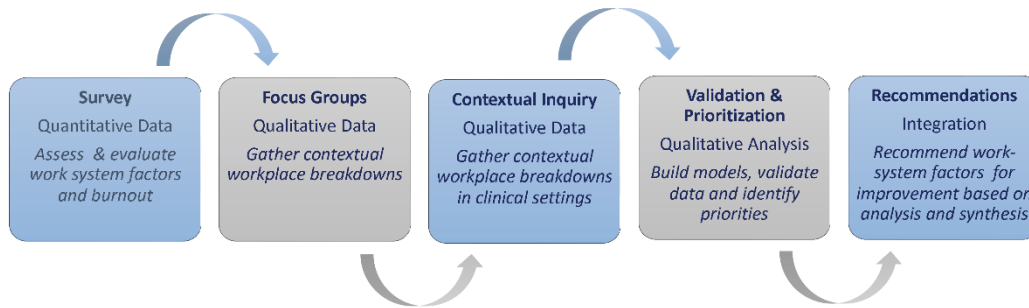 Survey
Quantitative Data
Assess & evaluate
work system factors
and burnout
Focus Groups
Qualitative Data
Gather contextual
workplace breakdowns
Contextual Inquiry
Qualitative Data
Gather contextual
workplace breakdowns
in clinical settings
Validation &
Prioritization
Qualitative Analysis
Build models, validate
data and identify
priorities
Recommendations
Integration
Recommend work-
system factors for
improvement based on
analysis and synthesis